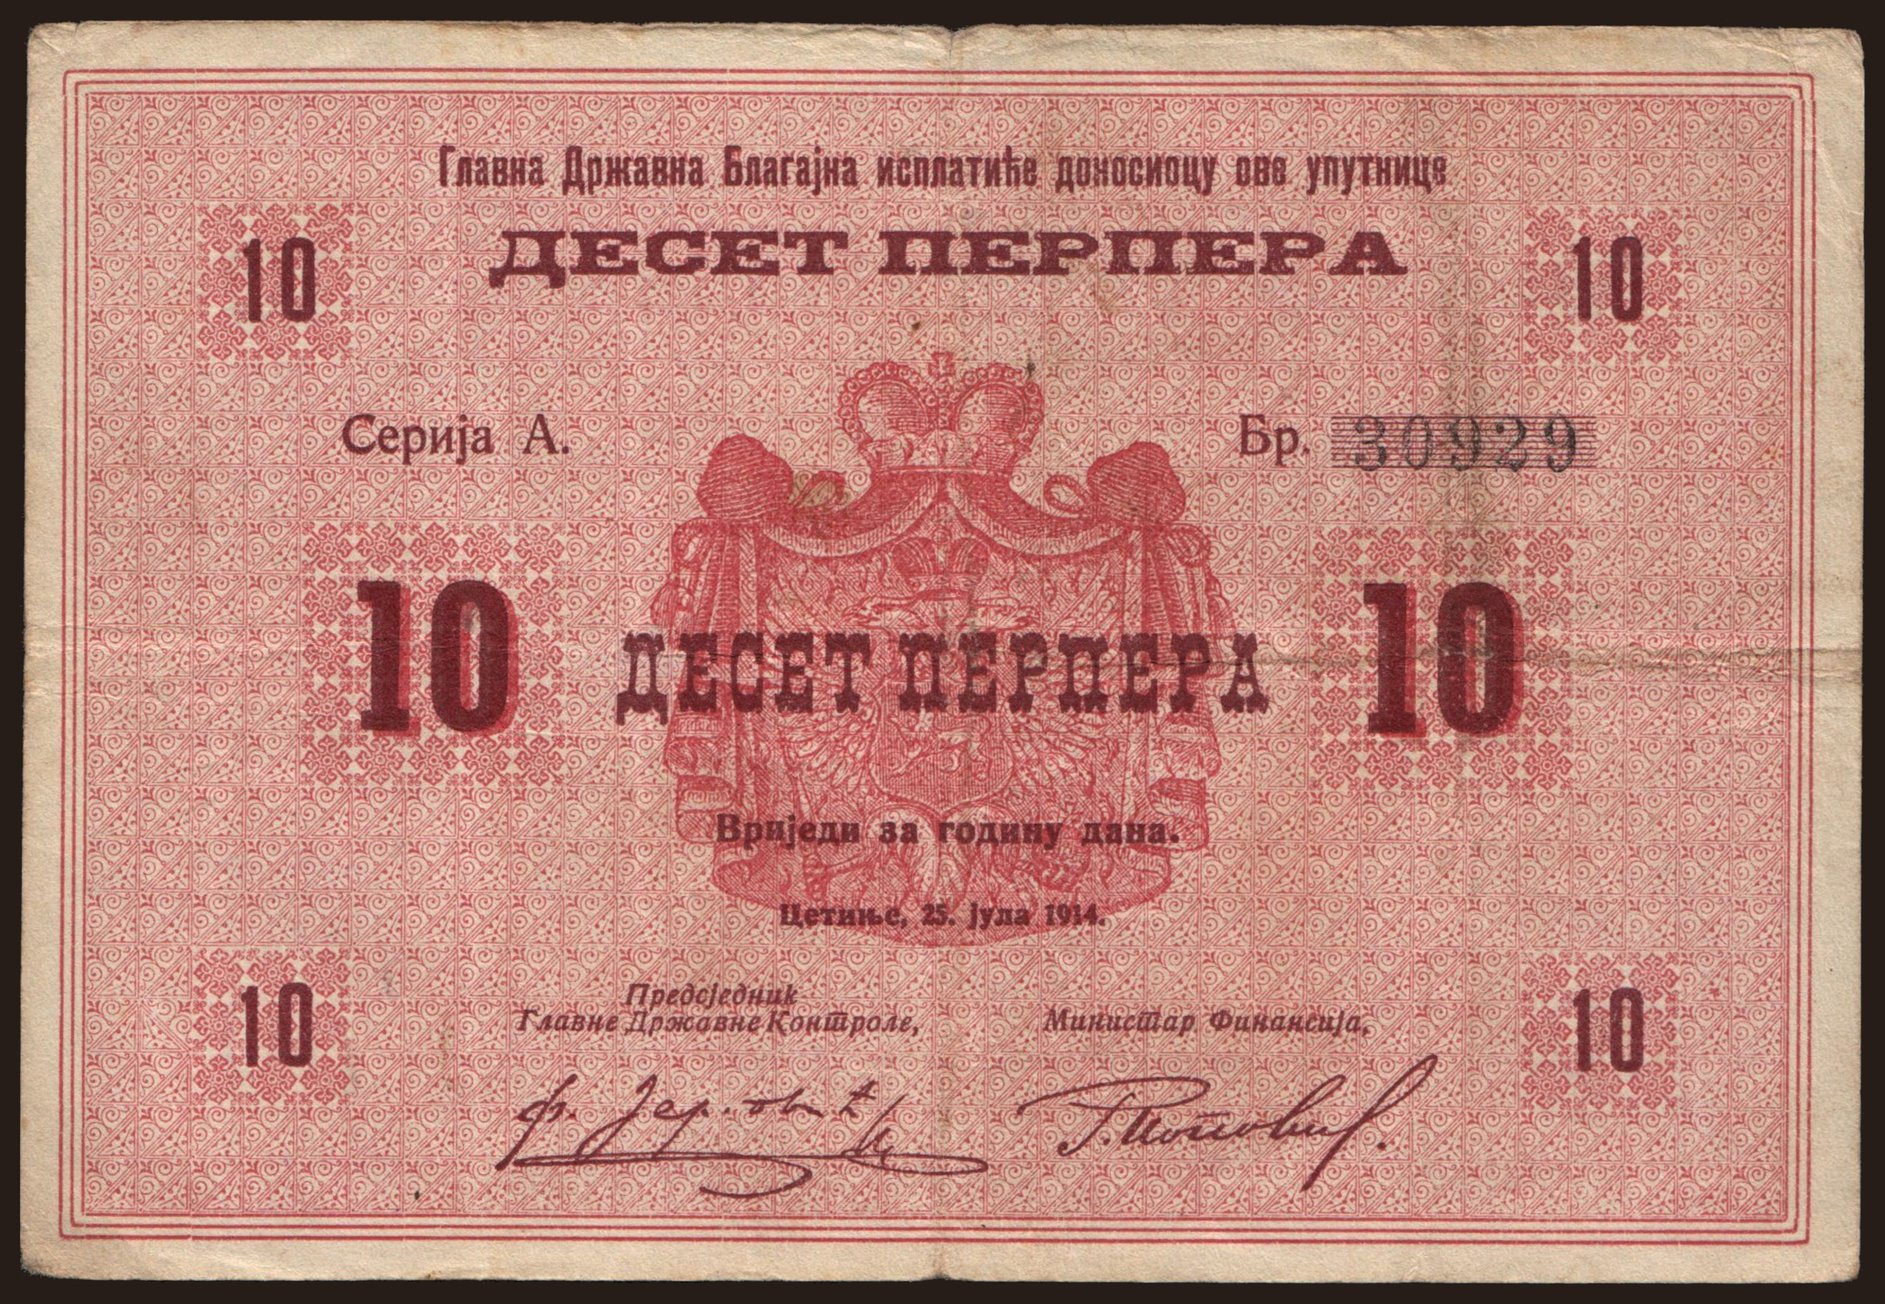 Главна Државна Благајна исплатиће доносиоцу ове упутнице
10 ДЕСЕТ ПЕРПЕРА 10
Серија А. Бр. 30929
10 ДЕСЕТ ПЕРПЕРА 10
Вриједи за годину дана.
Цетиње, 25. Јула 1914.
Предсједник
Главне Државне Контроле, Министар Финансија,
10 10
Р. Поповић.